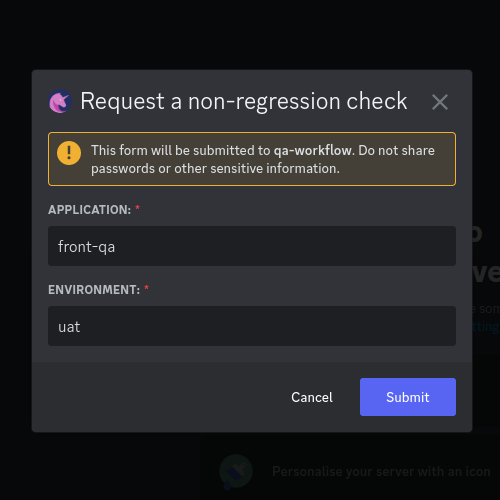 Request a non-regression check
This form will be submitted to qa-workflow. Do not share
passwords or other sensitive information.
APPLICATION: *
front-qa
ENVIRONMENT: *
uat
Cancel
Submit
Personalise your server with an icon